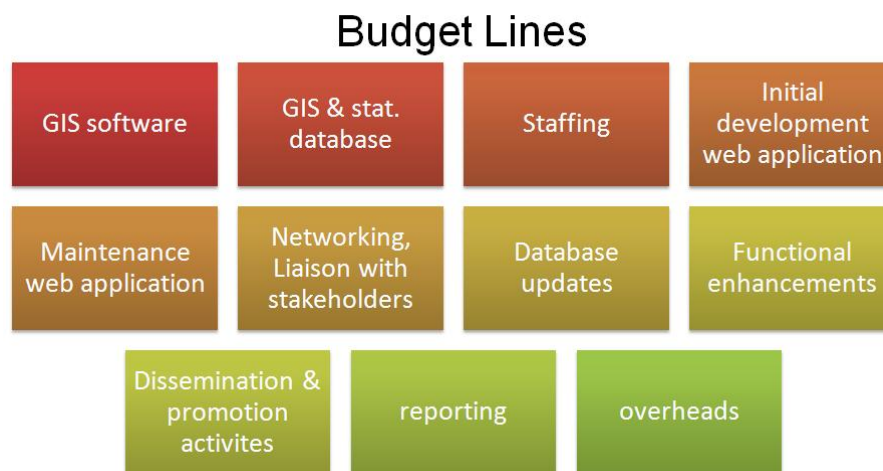 Budget Lines
GIS software
GIS & stat.
database
Staffing
Initial
development
web application
Maintenance
web application
Networking,
Liaison with
stakeholders
Database
updates
Functional
enhancements
Dissemination &
promotion
activites
reporting
overheads